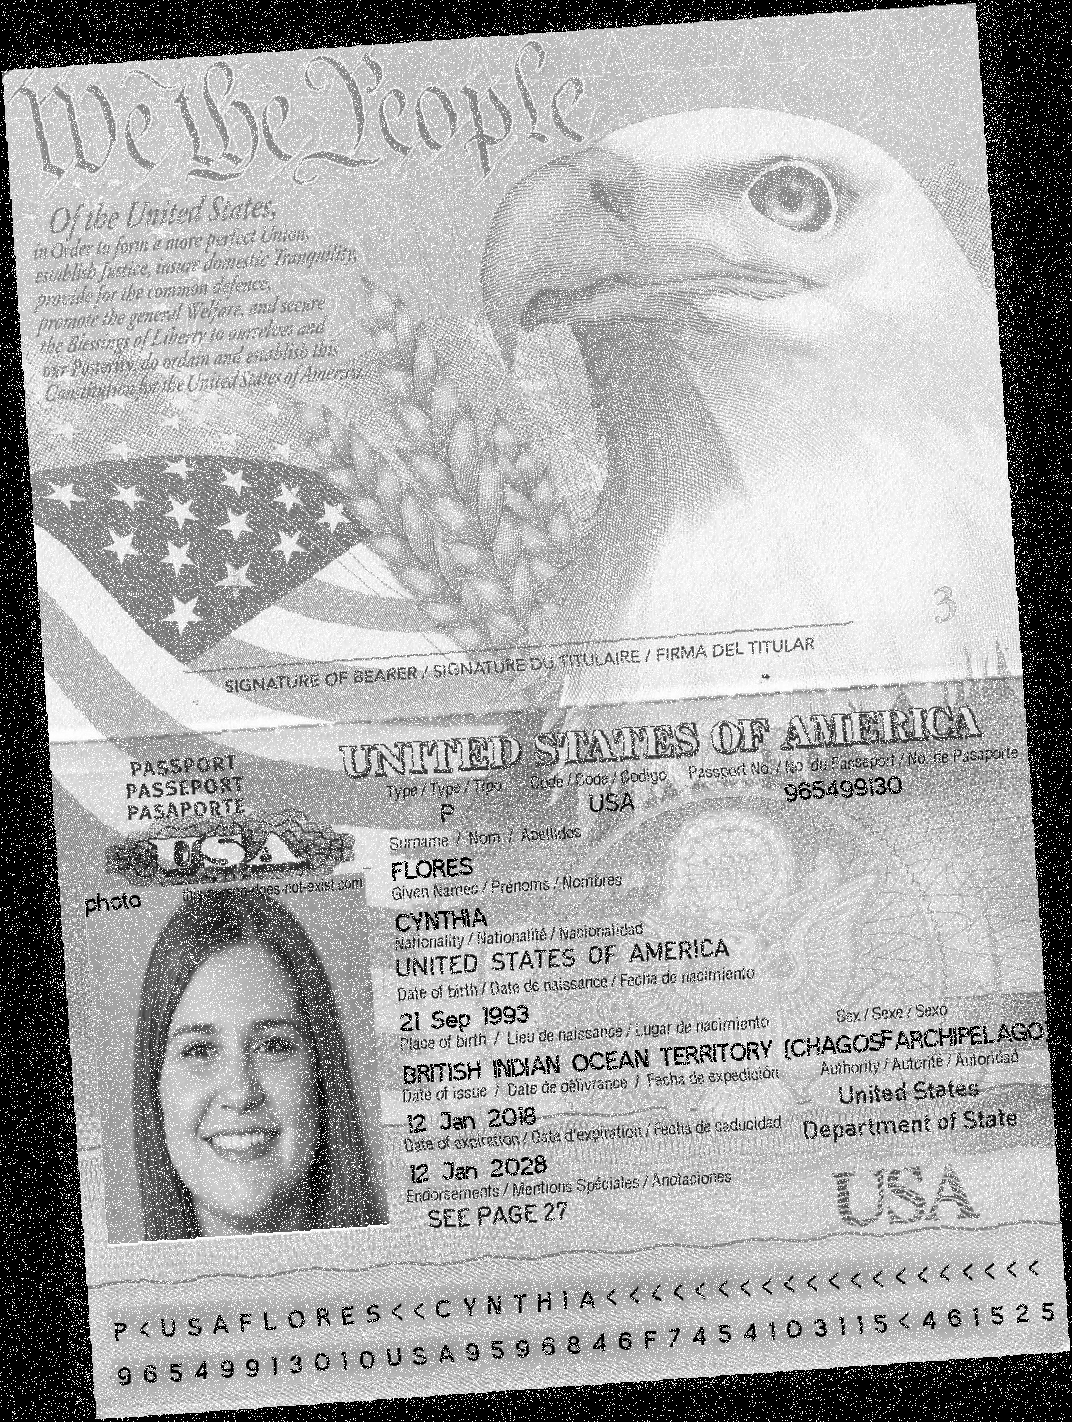 We the People
Of the United States,
in Order to form a more perfect Union,
establish Justice, insure domestic Tranquility,
provide for the common defence,
promote the general Welfare, and secure
the Blessings of Liberty to ourselves and
our Posterity, do ordain and establish this
Constitution for the United States of America.
3
SIGNATURE OF BEARER / SIGNATURE DU TITULAIRE / FIRMA DEL TITULAR
PASSPORT
PASSEPORT
PASAPORTE
USA
UNITED STATES OF AMERICA
Type / Type / Tipo Code / Code / Codigo Passport No. / No. du Passeport / No. de Pasaporte
P USA 965499130
Surname / Nom / Apellidos
FLORES
Given Names / Prénoms / Nombres
CYNTHIA
Nationality / Nationalité / Nacionalidad
UNITED STATES OF AMERICA
Date of birth / Date de naissance / Fecha de nacimiento
21 Sep 1993
Place of birth / Lieu de naissance / Lugar de nacimiento Sex / Sexe / Sexo
BRITISH INDIAN OCEAN TERRITORY (CHAGOS ARCHIPELAGO) F
Date of issue / Date de délivrance / Fecha de expedición Authority / Autorité / Autoridad
12 Jan 2018 United States
Date of expiration / Date d'expiration / Fecha de caducidad Department of State
12 Jan 2028
Endorsements / Mentions Spéciales / Anotaciones
SEE PAGE 27
USA
photo
P<USAFLORES<<CYNTHIA<<<<<<<<<<<<<<<<<<<<
9654991301OUSA9596846F7454103115<461525